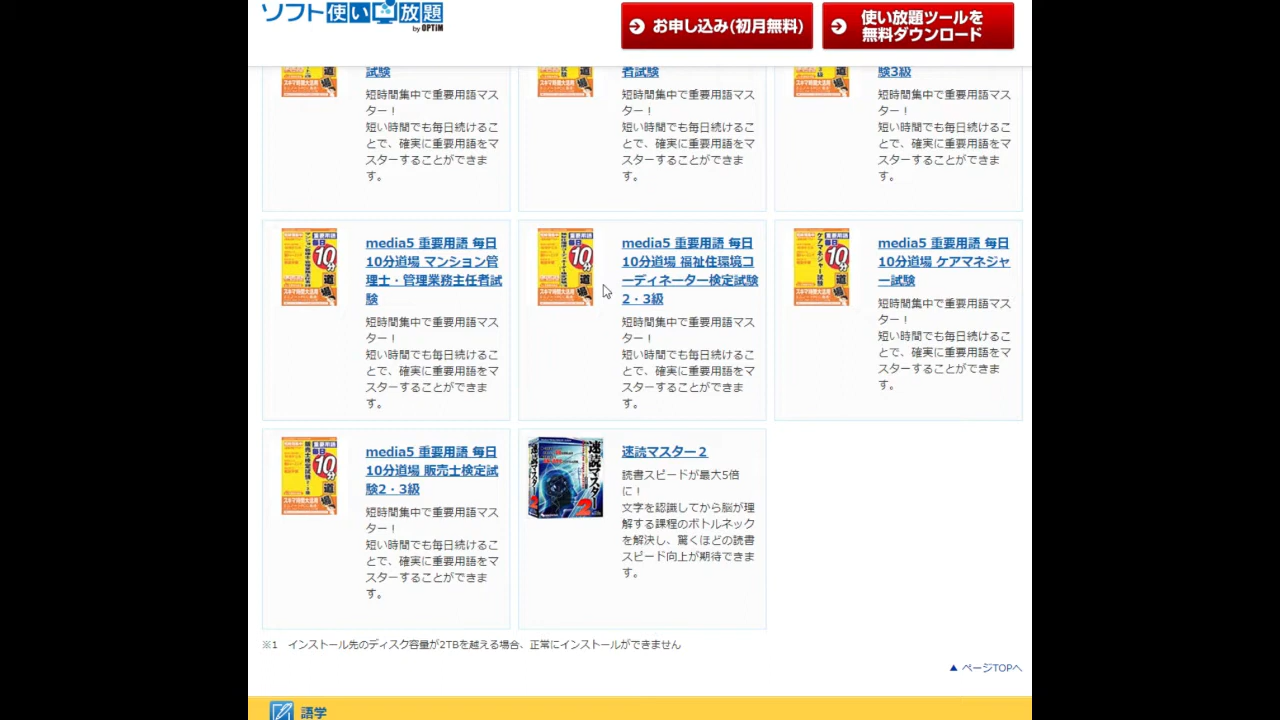 ソフト使い放題
by OPTiM
お申し込み(初月無料)
使い放題ツールを
無料ダウンロード
試験
短時間集中で重要用語マス
ター！
短い時間でも毎日続けるこ
とで、確実に重要用語をマ
スターすることができま
す。
者試験
短時間集中で重要用語マス
ター！
短い時間でも毎日続けるこ
とで、確実に重要用語をマ
スターすることができま
す。
験3級
短時間集中で重要用語マス
ター！
短い時間でも毎日続けるこ
とで、確実に重要用語をマ
スターすることができま
す。
media5 重要用語 毎日
10分道場 マンション管
理士・管理業務主任者試
験
短時間集中で重要用語マス
ター！
短い時間でも毎日続けるこ
とで、確実に重要用語をマ
スターすることができま
す。
media5 重要用語 毎日
10分道場 福祉住環境コ
ーディネーター検定試験
2・3級
短時間集中で重要用語マス
ター！
短い時間でも毎日続けるこ
とで、確実に重要用語をマ
スターすることができま
す。
ケアマネジャー試験
media5 重要用語 毎日
10分道場 ケアマネジャ
ー試験
短時間集中で重要用語マス
ター！
短い時間でも毎日続けるこ
とで、確実に重要用語をマ
スターすることができま
す。
media5 重要用語 毎日
10分道場 販売士検定試
験2・3級
短時間集中で重要用語マス
ター！
短い時間でも毎日続けるこ
とで、確実に重要用語をマ
スターすることができま
す。
速読マスター2
速読マスター２
読書スピードが最大5倍
に！
文字を認識してから脳が理
解する課程のボトルネック
を解決し、驚くほどの読書
スピード向上が期待できま
す。
※1　インストール先のディスク容量が2TBを越える場合、正常にインストールができません
▲ ページTOPへ
語学